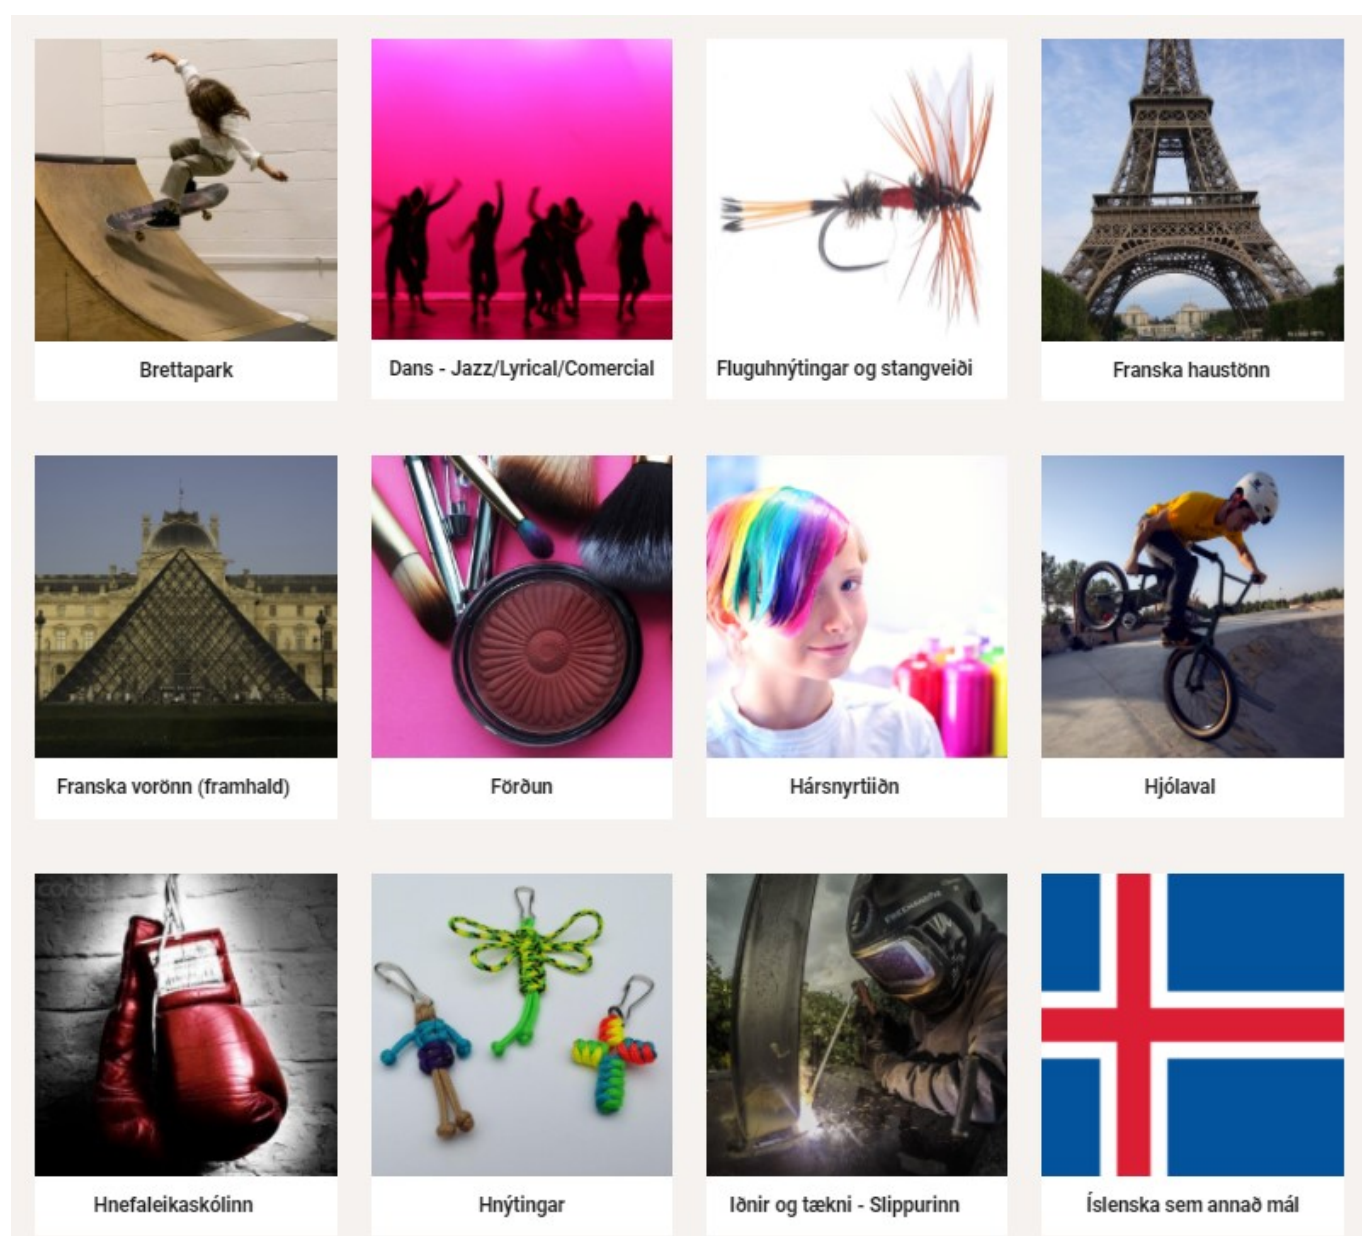 Brettapark
Dans - Jazz/Lyrical/Comercial
Fluguhnýtingar og stangveiði
Franska haustönn
Franska vorönn (framhald)
Förðun
Hársnyrtiiðn
Hjólaval
Hnefaleikaskólinn
Hnýtingar
Iðnir og tækni - Slippurinn
Íslenska sem annað mál